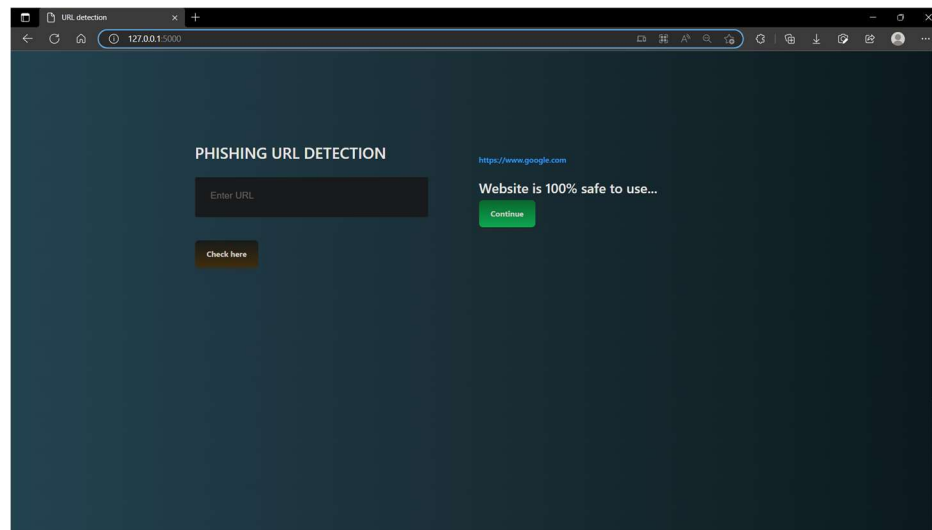 URL detection
127.0.0.1:5000
PHISHING URL DETECTION
Enter URL
Check here
https://www.google.com
Website is 100% safe to use...
Continue